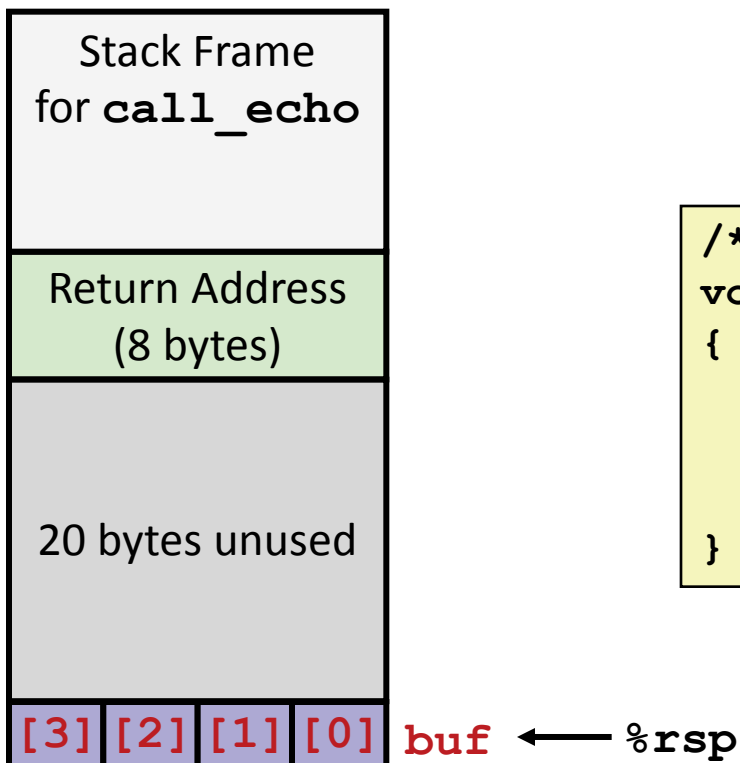 Stack Frame
for call_echo
Return Address
(8 bytes)
20 bytes unused
[3] [2] [1] [0] buf ← %rsp
/*
{
}